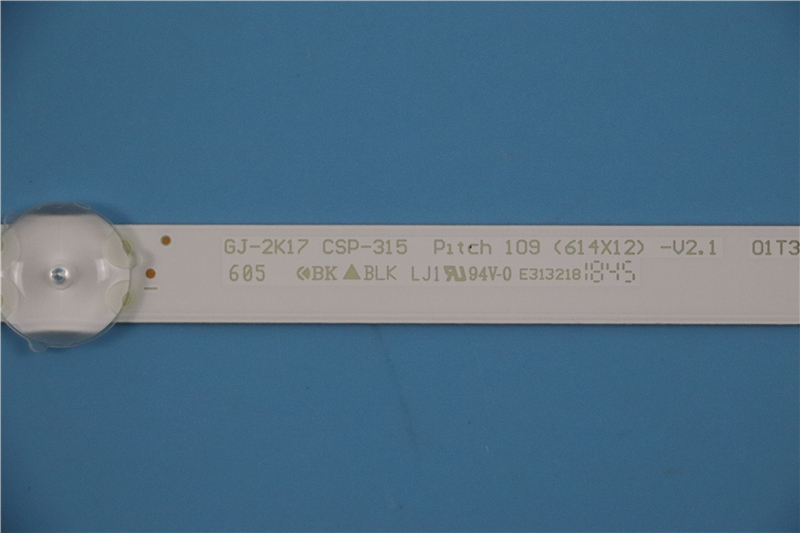 GJ-2K17 CSP-315 Pitch 109 (614X12) -V2.1 01T3
605 BK BLK LJ1 94V-0 E313218 1845